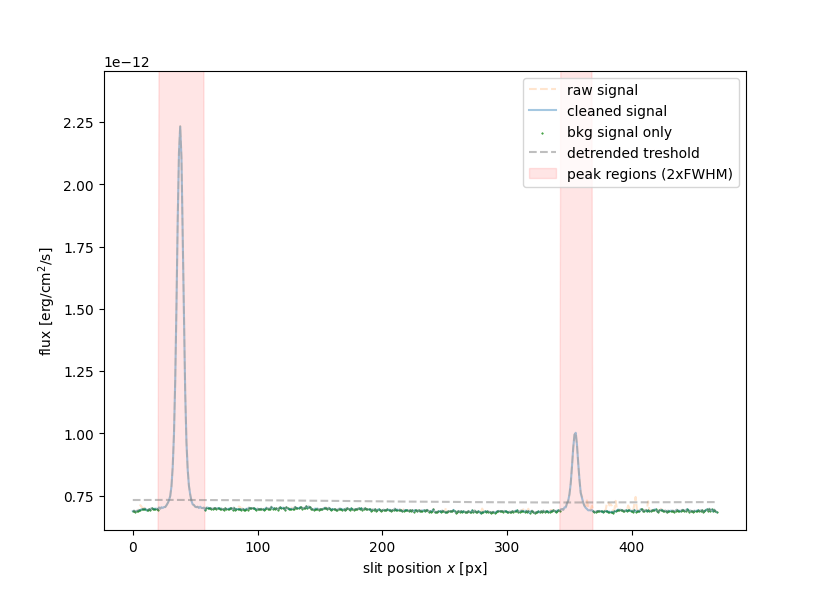 1e−12
2.25
2.00
1.75
1.50
1.25
1.00
0.75
flux [erg/cm²/s]
raw signal
cleaned signal
bkg signal only
detrended treshold
peak regions (2xFWHM)
0 100 200 300 400
slit position x [px]